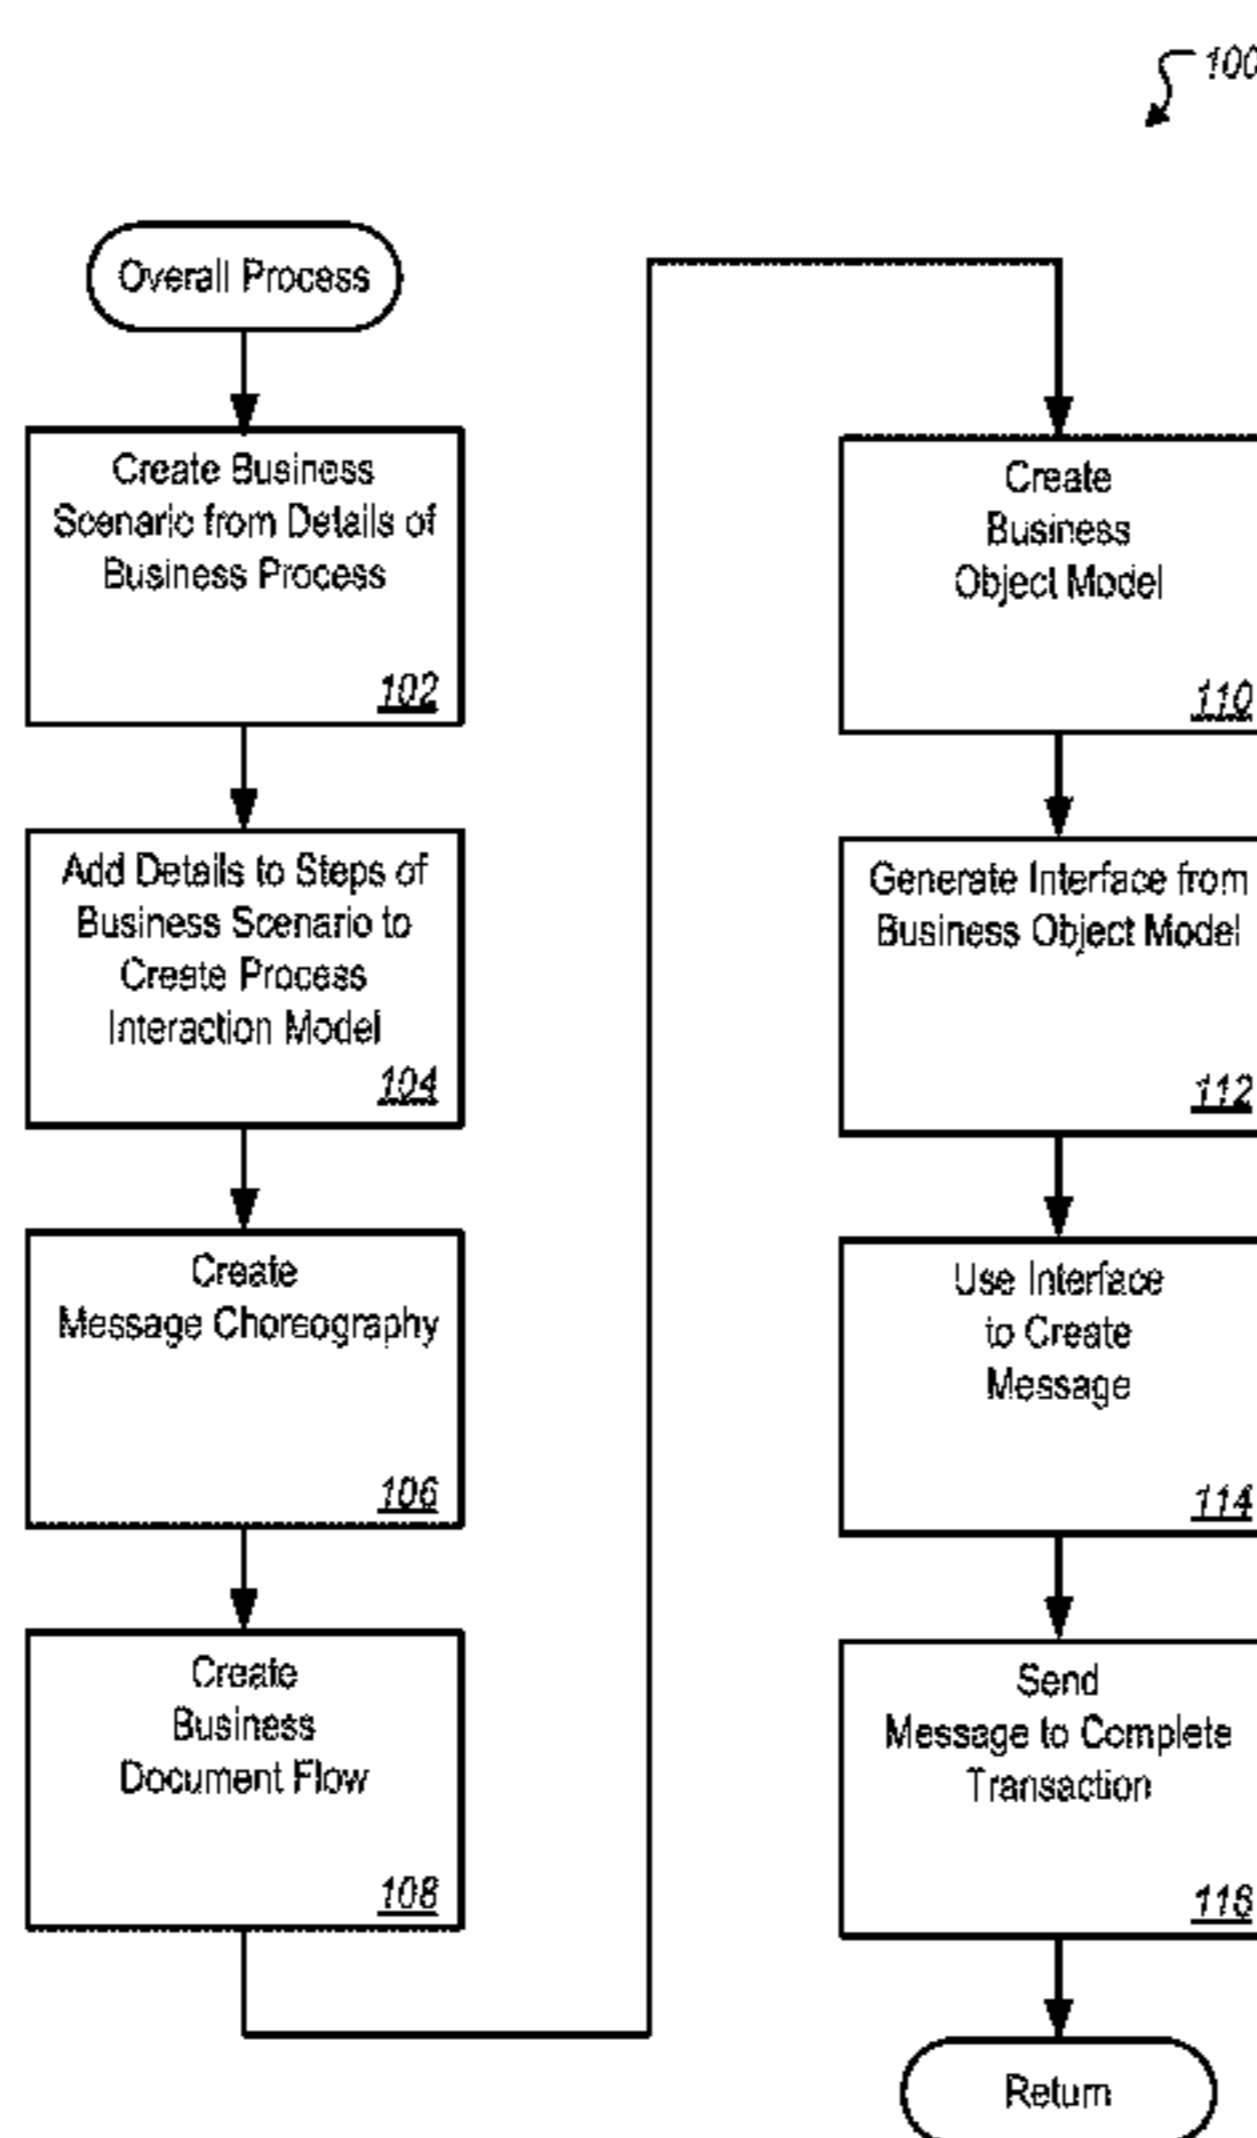 100
Overall Process
Create Business
Scenario from Details of
Business Process
102
Add Details to Steps of
Business Scenario to
Create Process
Interaction Model
104
Create
Message Choreography
106
Create
Business
Document Flow
108
Create
Business
Object Model
110
Generate Interface from
Business Object Model
112
Use Interface
to Create
Message
114
Send
Message to Complete
Transaction
116
Return